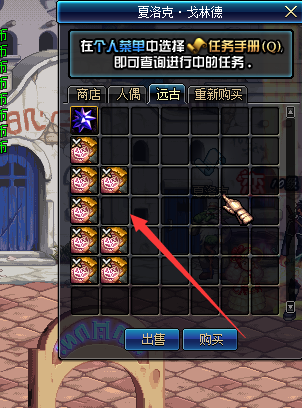 夏洛克·戈林德
在个人菜单中选择 任务手册(Q),
即可查询进行中的任务.
商店 人偶 远古 重新购买
出售 购买